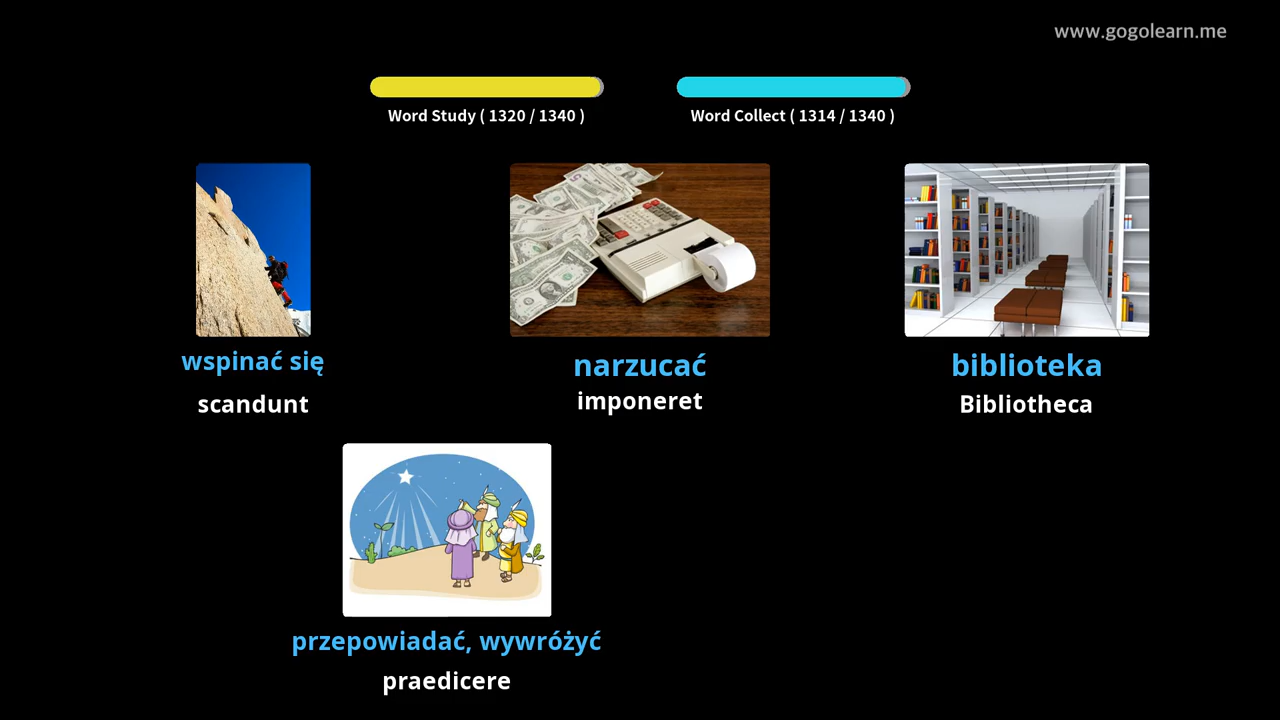 www.gogolearn.me
Word Study ( 1320 / 1340 )
Word Collect ( 1314 / 1340 )
wspinać się
scandunt
narzucać
imponeret
biblioteka
Bibliotheca
przepowiadać, wywróżyć
praedicere